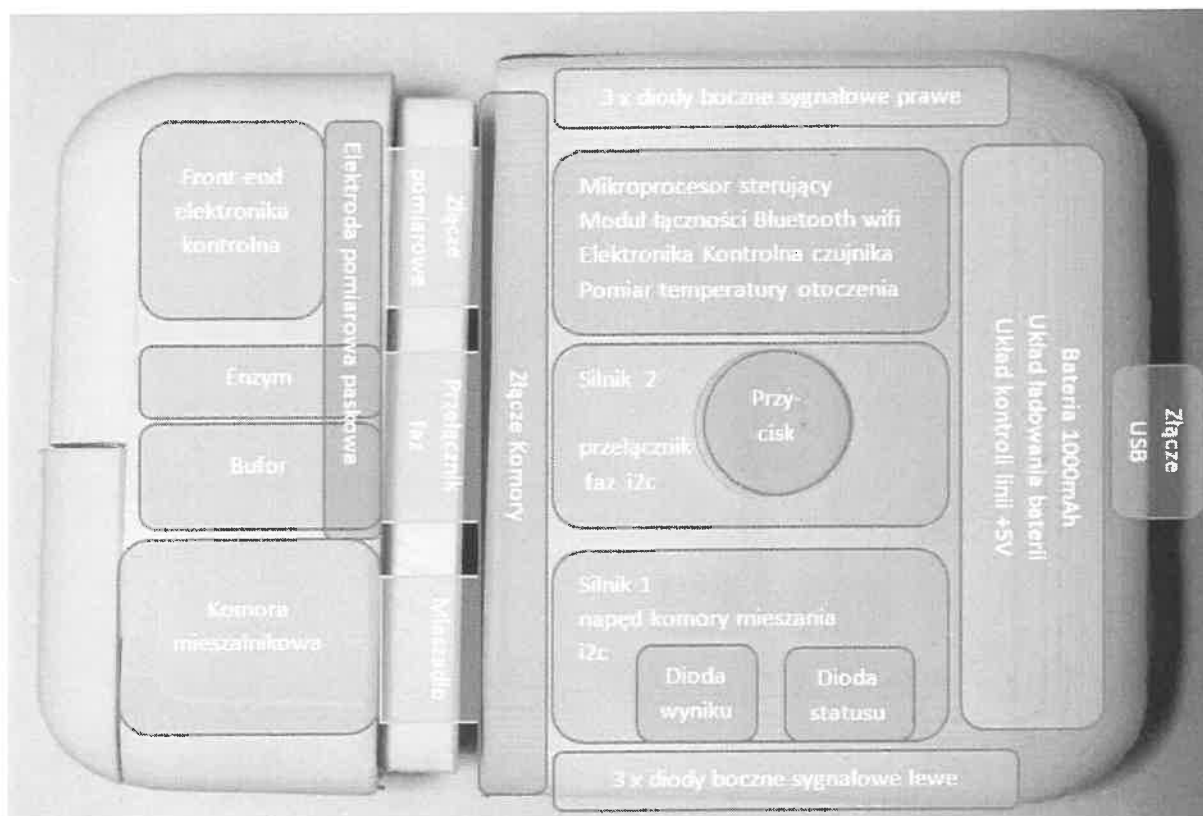 3 x diody boczne sygnałowe prawe
Front-end
elektronika
kontrolna
Elektroda pomiarowa paskowa
Złącze
pomiarowe
Złącze Komory
Mikroprocesor sterujący
Moduł łączności Bluetooth wifi
Elektronika Kontrolna czujnika
Pomiar temperatury otoczenia
Bateria 1000mAh
Układ ładowania baterii
Układ kontroli linii +5V
Złącze
USB
Enzym
Bufor
Przełącznik
faz
Silnik 2
przełącznik
faz i2c
Przy-
cisk
Komora
mieszalnikowa
Mieszadło
Silnik 1
napęd komory mieszania
i2c
Dioda
wyniku
Dioda
statusu
3 x diody boczne sygnałowe lewe